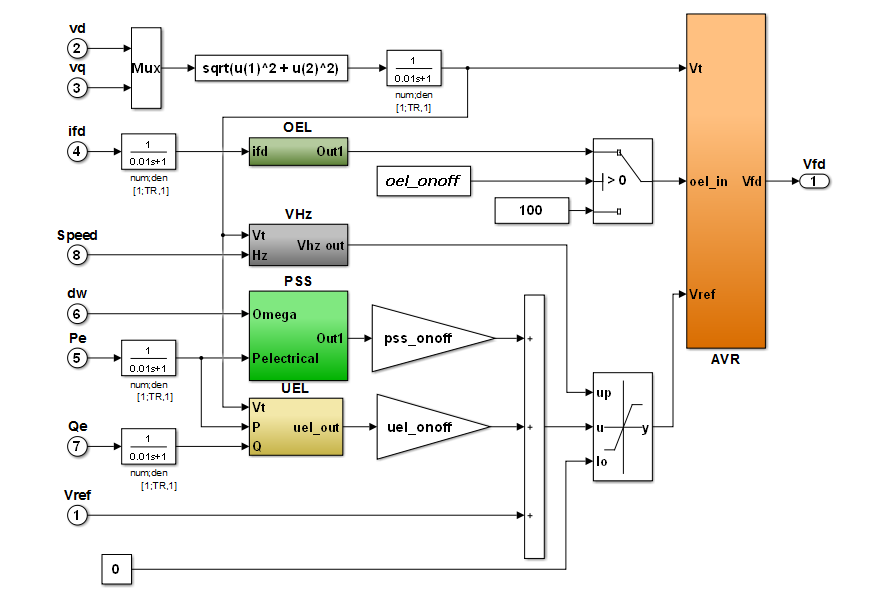 vd
2
vq
3
Mux
sqrt(u(1)^2 + u(2)^2)
1
0.01s+1
num;den
[1;TR,1]
Vt
ifd
4
1
0.01s+1
num;den
[1;TR,1]
OEL
ifd
Out1
oel_onoff
> 0
100
oel_in
Vfd
Vfd
1
Vref
AVR
Speed
8
VHz
Vt
Hz
Vhz out
dw
6
PSS
Omega
Out1
Pelectrical
pss_onoff
+
Pe
5
1
0.01s+1
num;den
[1;TR,1]
UEL
Vt
P
Q
uel_out
uel_onoff
+
up
u
lo
y
Qe
7
1
0.01s+1
num;den
[1;TR,1]
Vref
1
+
0